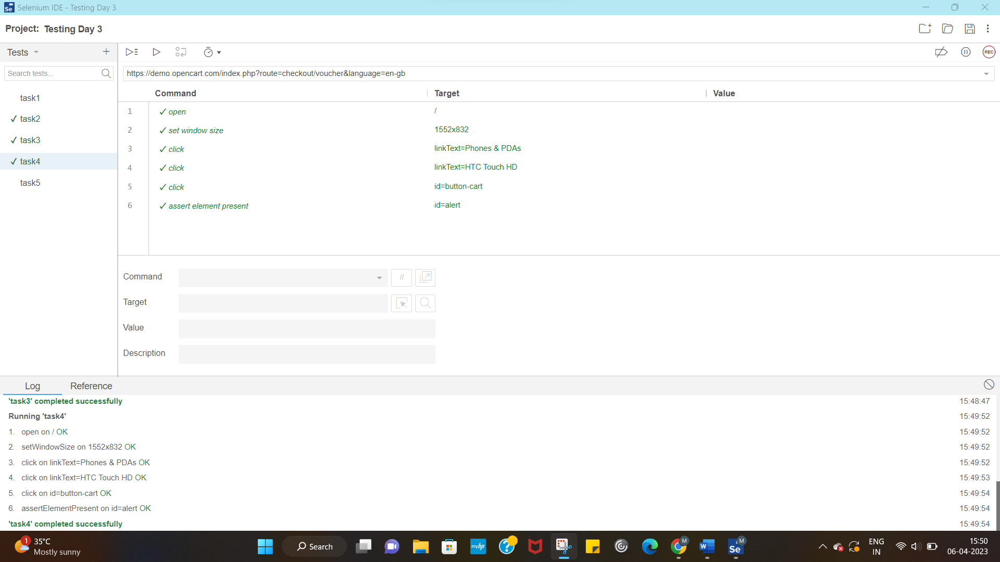 Selenium IDE - Testing Day 3
Project: Testing Day 3
Tests
REC
Search tests...
https://demo.opencart.com/index.php?route=checkout/voucher&language=en-gb
Command Target Value
task1
task2
task3
task4
task5
1 ✓ open /
2 ✓ set window size 1552x832
3 ✓ click linkText=Phones & PDAs
4 ✓ click linkText=HTC Touch HD
5 ✓ click id=button-cart
6 ✓ assert element present id=alert
Command //
Target
Value
Description
Log Reference
'task3' completed successfully 15:48:47
Running 'task4' 15:49:52
1. open on / OK 15:49:52
2. setWindowSize on 1552x832 OK 15:49:52
3. click on linkText=Phones & PDAs OK 15:49:52
4. click on linkText=HTC Touch HD OK 15:49:53
5. click on id=button-cart OK 15:49:54
6. assertElementPresent on id=alert OK 15:49:54
'task4' completed successfully 15:49:54
1 35°C
Mostly sunny
Search
myhp
?
M
W
Se
M
ENG
IN
15:50
06-04-2023